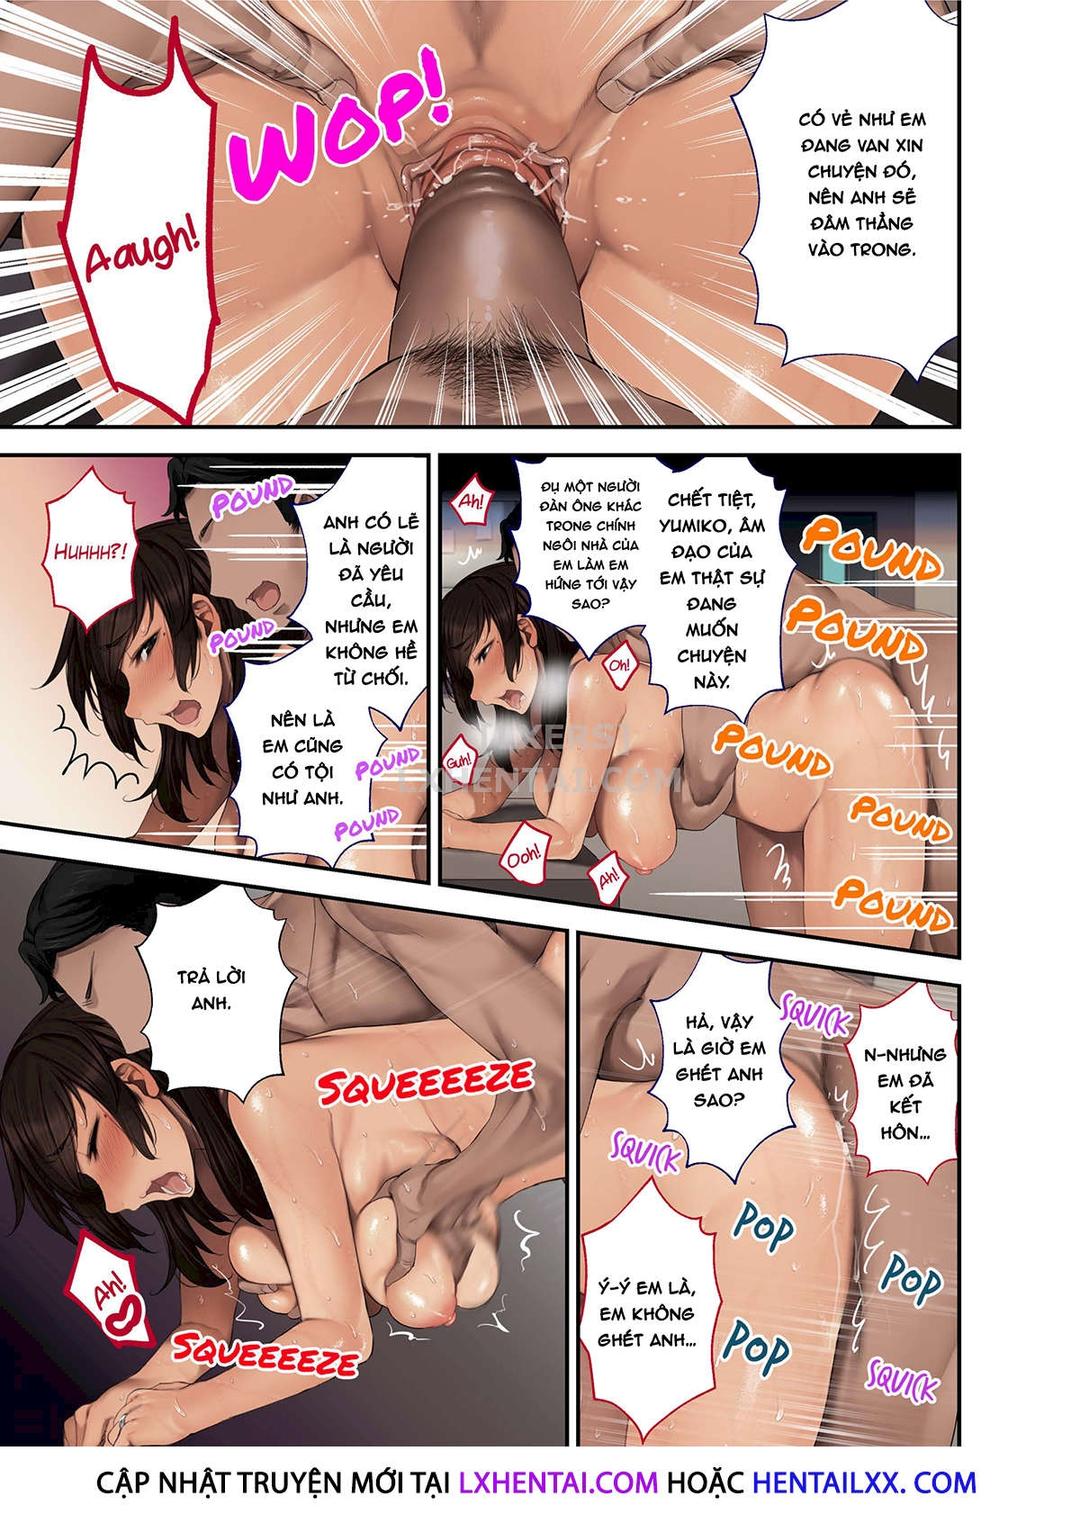 CÓ VẺ NHƯ EM
ĐANG VAN XIN
CHUYỆN ĐÓ,
NÊN ANH SẼ
ĐÂM THẲNG
VÀO TRONG.
WOP!
Aaugh!
CHẾT TIỆT,
YUMIKO, ÂM
ĐẠO CỦA
EM THẬT SỰ
ĐANG
MUỐN
CHUYỆN
NÀY.
ĐỤ MỘT NGƯỜI
ĐÀN ÔNG KHÁC
TRONG CHÍNH
NGÔI NHÀ CỦA
EM LÀM EM
HỨNG TỚI VẬY
SAO?
Ah!
Oh!
Guh!
Ooh!
Ah!
POUND
POUND
POUND
POUND
POUND
EXHENTAI.COM
POUND
ANH CÓ LẼ
LÀ NGƯỜI
ĐÃ YÊU
CẦU,
NHƯNG EM
KHÔNG HỀ
TỪ CHỐI.
Huhhh?!
POUND
NÊN LÀ
EM CŨNG
CÓ TỘI
NHƯ ANH.
POUND
POUND
N-NHƯNG
EM ĐÃ
KẾT
HÔN...
SQUICK
HẢ, VẬY
LÀ GIỜ EM
GHÉT ANH
SAO?
SQUICK
POP
POP
Ý-Ý EM LÀ,
EM KHÔNG
GHÉT ANH...
POP
SQUICK
TRẢ LỜI
ANH.
SQUEEEEZE
Ah!
SQUEEEEZE
CẬP NHẬT TRUYỆN MỚI TẠI LXHENTAI.COM HOẶC HENTAILXX. COM